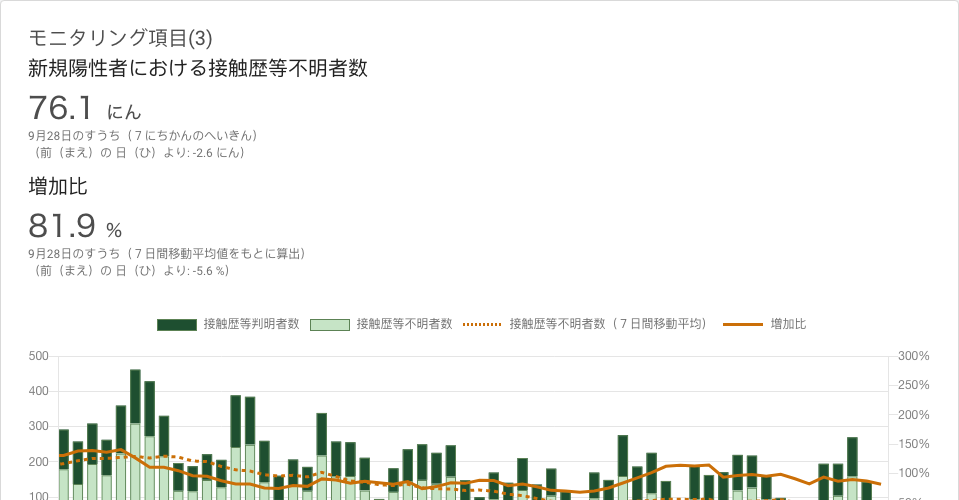 モニタリング項目(3)
新規陽性者における接触歴等不明者数
76.1 にん
9月28日のすうち（７にちかんのへいきん）
（前（まえ）の 日（ひ）より: -2.6 にん）
増加比
81.9 %
9月28日のすうち（７日間移動平均値をもとに算出）
（前（まえ）の 日（ひ）より: -5.6 %）
接触歴等判明者数 接触歴等不明者数 接触歴等不明者数（７日間移動平均） 増加比
500 300%
250%
400
200%
300
150%
200
100%
100